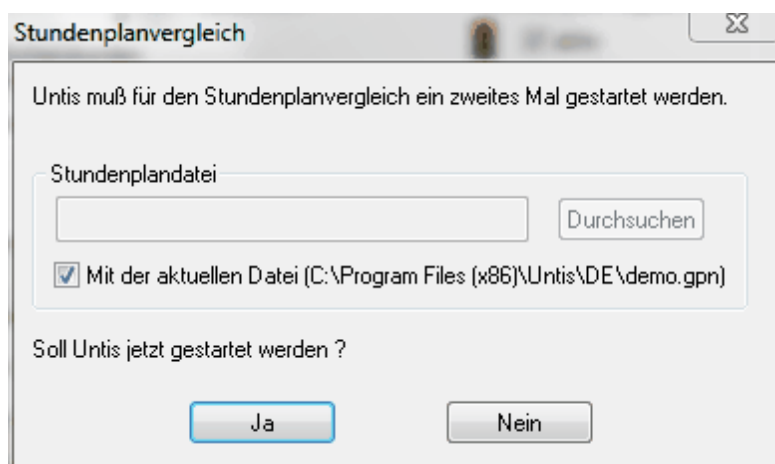 Stundenplanvergleich
Untis muß für den Stundenplanvergleich ein zweites Mal gestartet werden.
Stundenplandatei
Durchsuchen
Mit der aktuellen Datei (C:\Program Files (x86)\Untis\DE\demo.gpn)
Soll Untis jetzt gestartet werden ?
Ja Nein